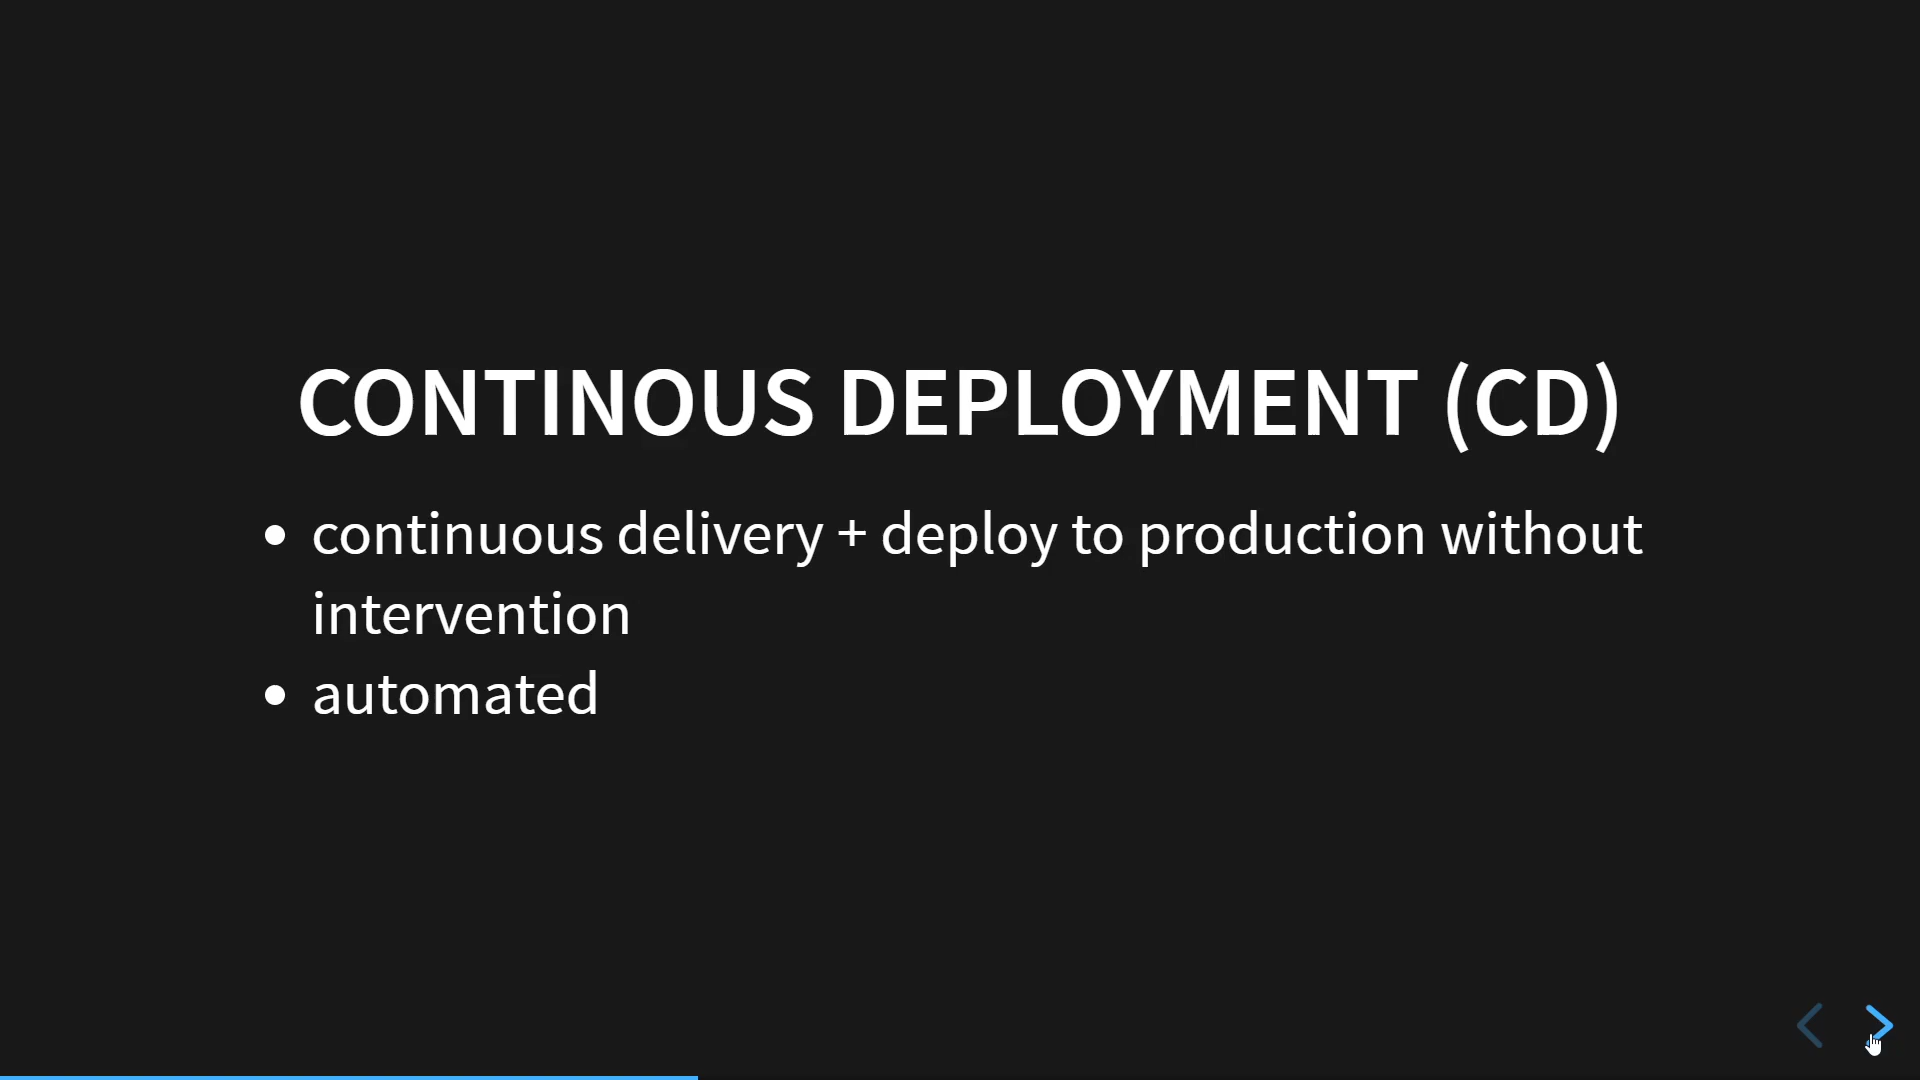 CONTINOUS DEPLOYMENT (CD)
• continuous delivery + deploy to production without
intervention
• automated